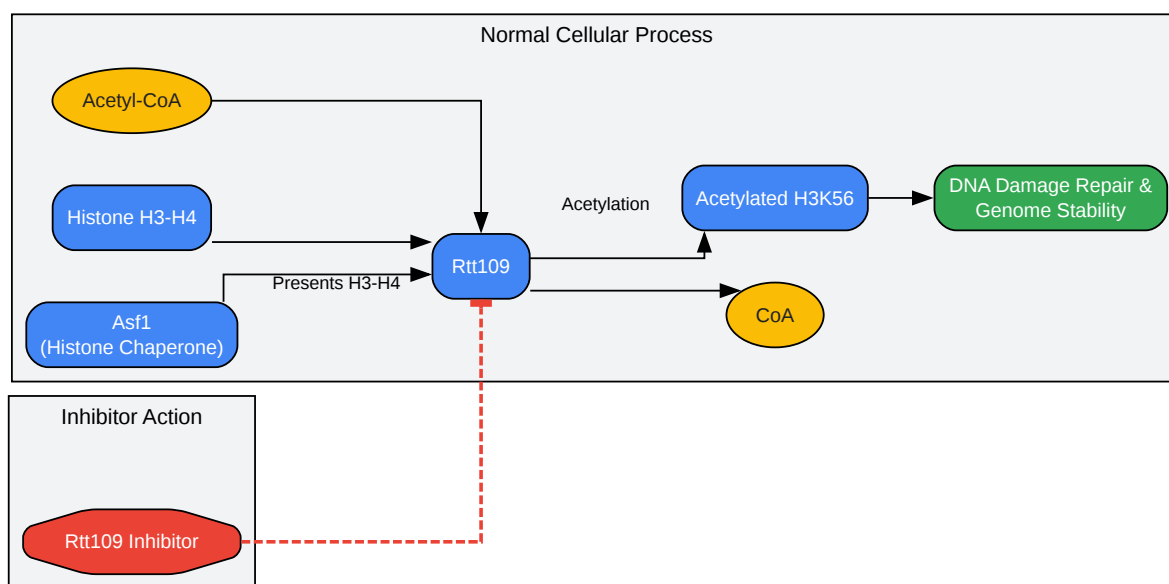 Normal Cellular Process
Acetyl-CoA
Histone H3-H4
Asf1
(Histone Chaperone)
Presents H3-H4
Rtt109
Acetylation
Acetylated H3K56
CoA
DNA Damage Repair &
Genome Stability
Inhibitor Action
Rtt109 Inhibitor